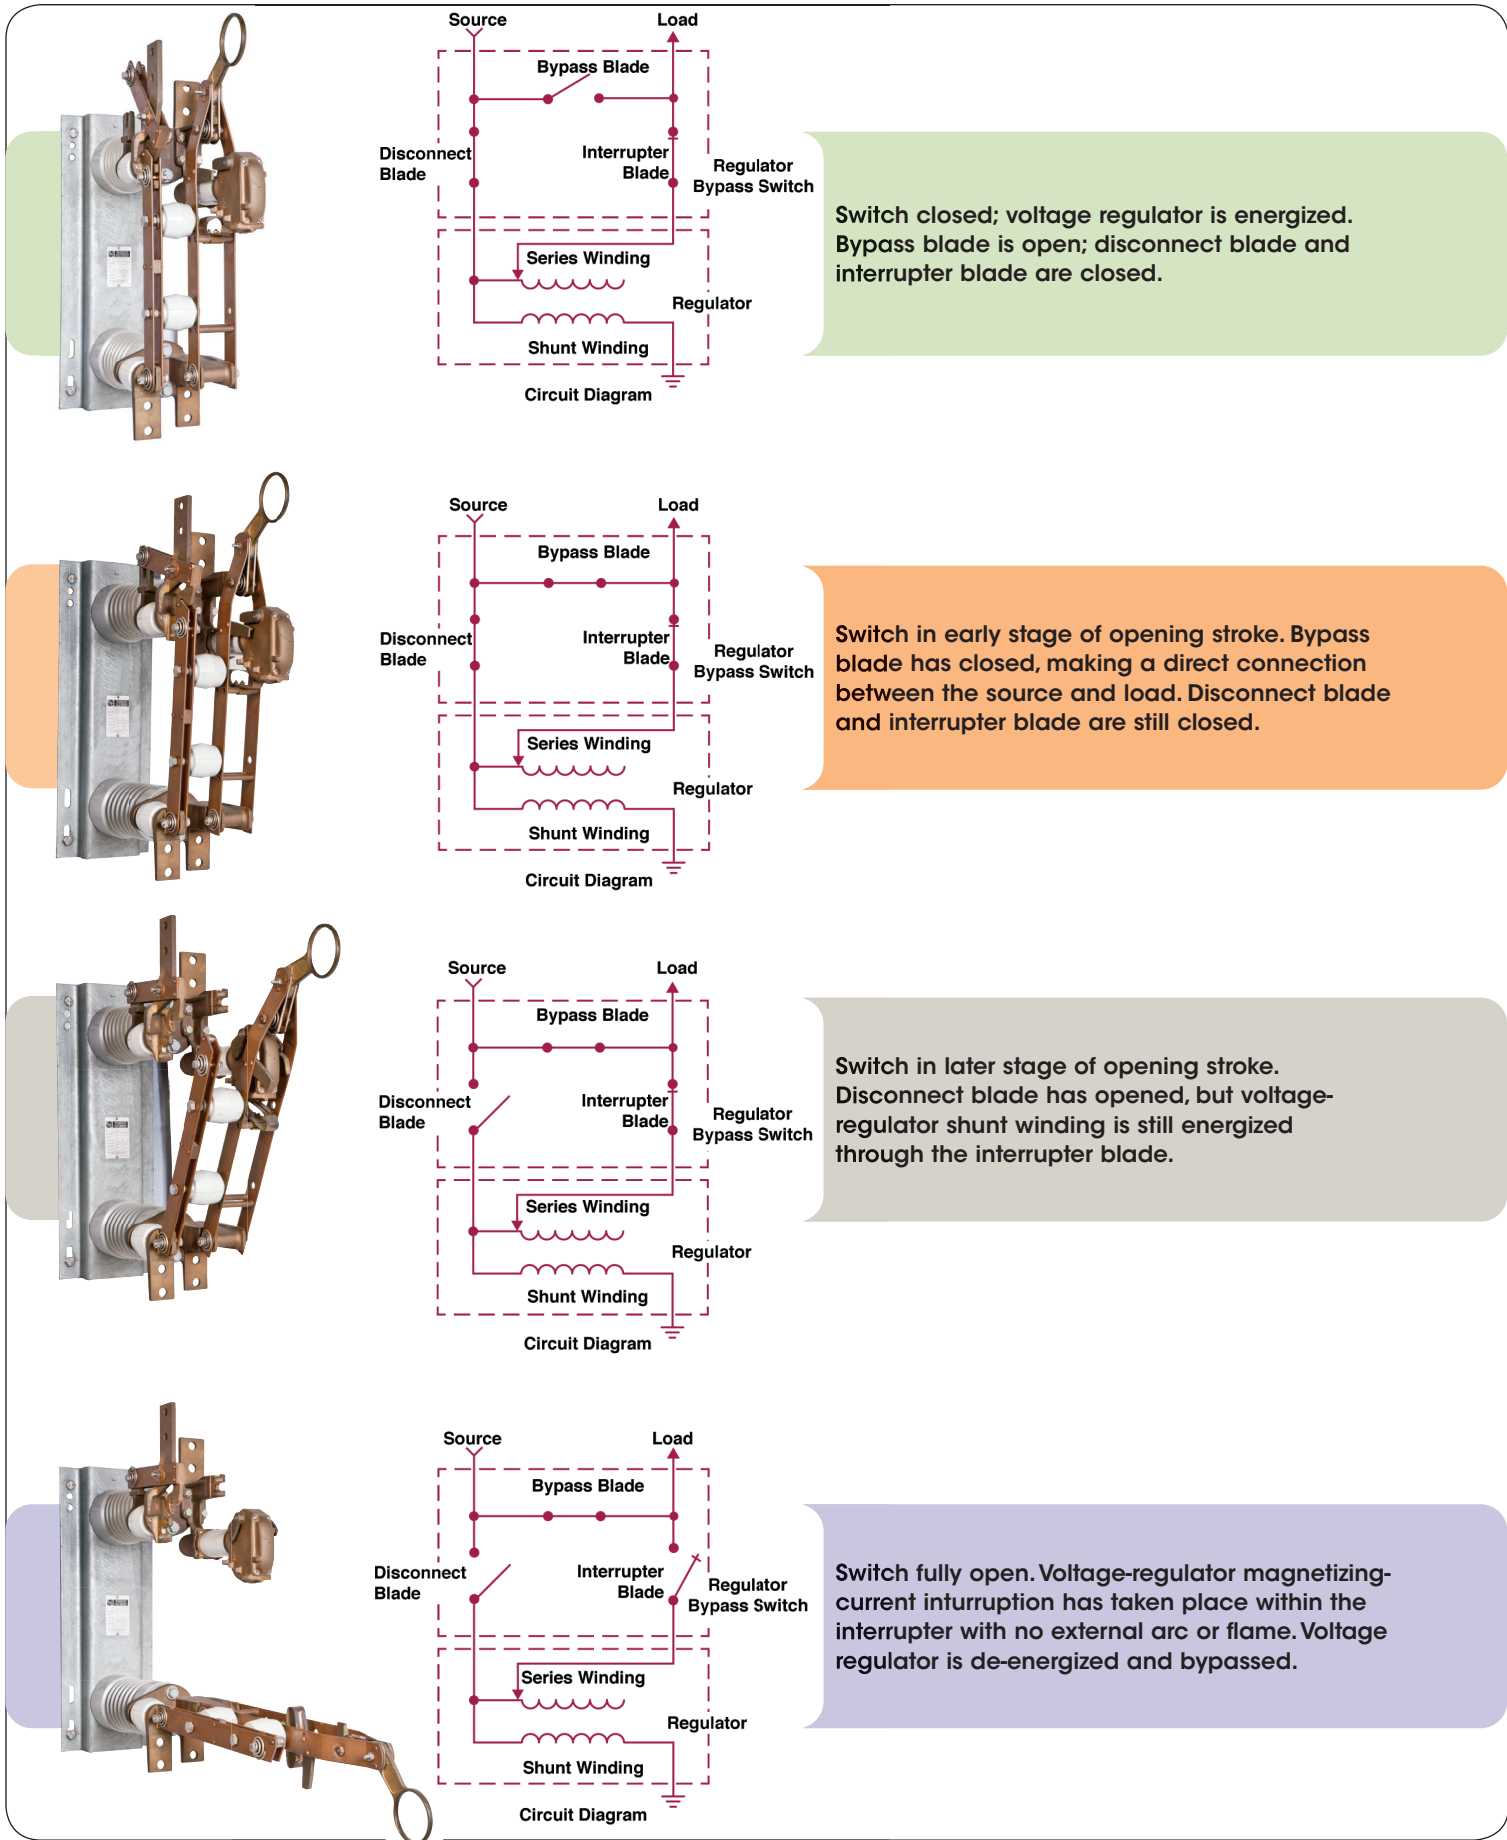 Source
Load
Bypass Blade
Disconnect
Blade
Interrupter
Blade
Regulator
Bypass Switch
Series Winding
Regulator
Shunt Winding
Circuit Diagram
Switch closed; voltage regulator is energized.
Bypass blade is open; disconnect blade and
interrupter blade are closed.
Source
Load
Bypass Blade
Disconnect
Blade
Interrupter
Blade
Regulator
Bypass Switch
Series Winding
Regulator
Shunt Winding
Circuit Diagram
Switch in early stage of opening stroke. Bypass
blade has closed, making a direct connection
between the source and load. Disconnect blade
and interrupter blade are still closed.
Source
Load
Bypass Blade
Disconnect
Blade
Interrupter
Blade
Regulator
Bypass Switch
Series Winding
Regulator
Shunt Winding
Circuit Diagram
Switch in later stage of opening stroke.
Disconnect blade has opened, but voltage-
regulator shunt winding is still energized
through the interrupter blade.
Source
Load
Bypass Blade
Disconnect
Blade
Interrupter
Blade
Regulator
Bypass Switch
Series Winding
Regulator
Shunt Winding
Circuit Diagram
Switch fully open. Voltage-regulator magnetizing-
current inturruption has taken place within the
interrupter with no external arc or flame. Voltage
regulator is de-energized and bypassed.